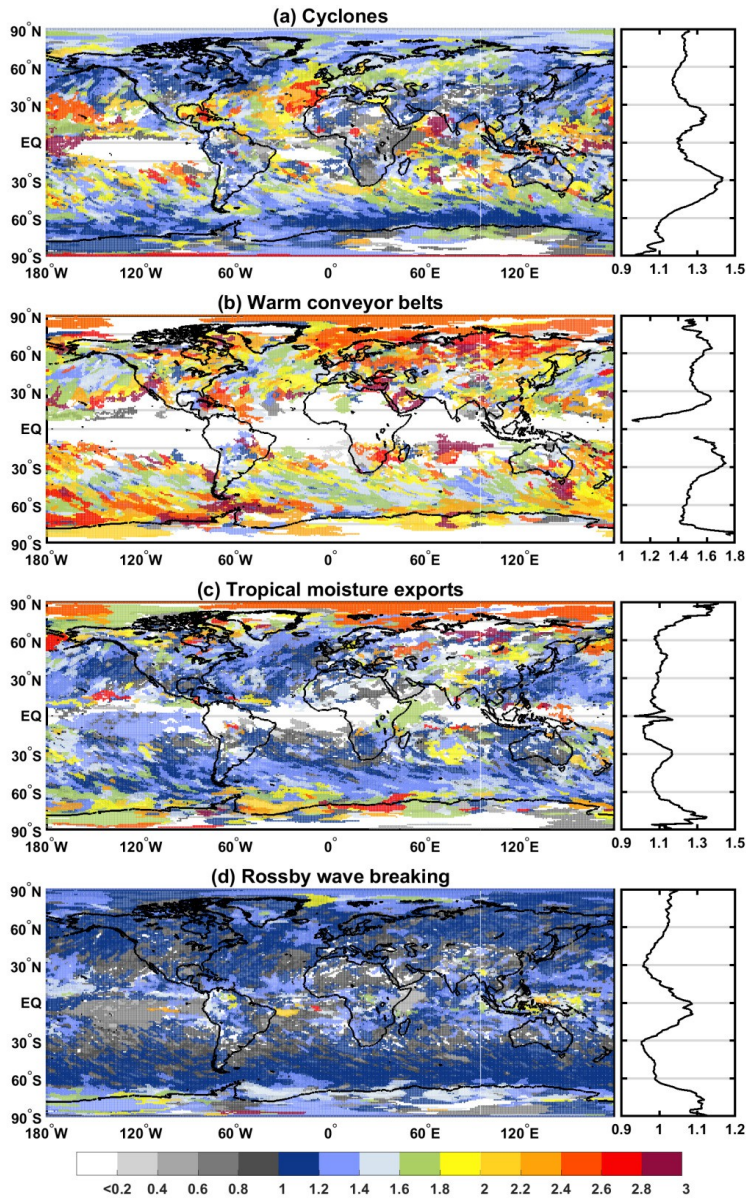 (a) Cyclones
90°N
60°N
30°N
EQ
30°S
60°S
90°S
180°W 120°W 60°W 0° 60°E 120°E
0.9 1.1 1.3 1.5
(b) Warm conveyor belts
90°N
60°N
30°N
EQ
30°S
60°S
90°S
180°W 120°W 60°W 0° 60°E 120°E
1 1.2 1.4 1.6 1.8
(c) Tropical moisture exports
90°N
60°N
30°N
EQ
30°S
60°S
90°S
180°W 120°W 60°W 0° 60°E 120°E
0.9 1.1 1.3 1.5
(d) Rossby wave breaking
90°N
60°N
30°N
EQ
30°S
60°S
90°S
180°W 120°W 60°W 0° 60°E 120°E
0.9 1 1.1 1.2
<0.2 0.4 0.6 0.8 1 1.2 1.4 1.6 1.8 2 2.2 2.4 2.6 2.8 3